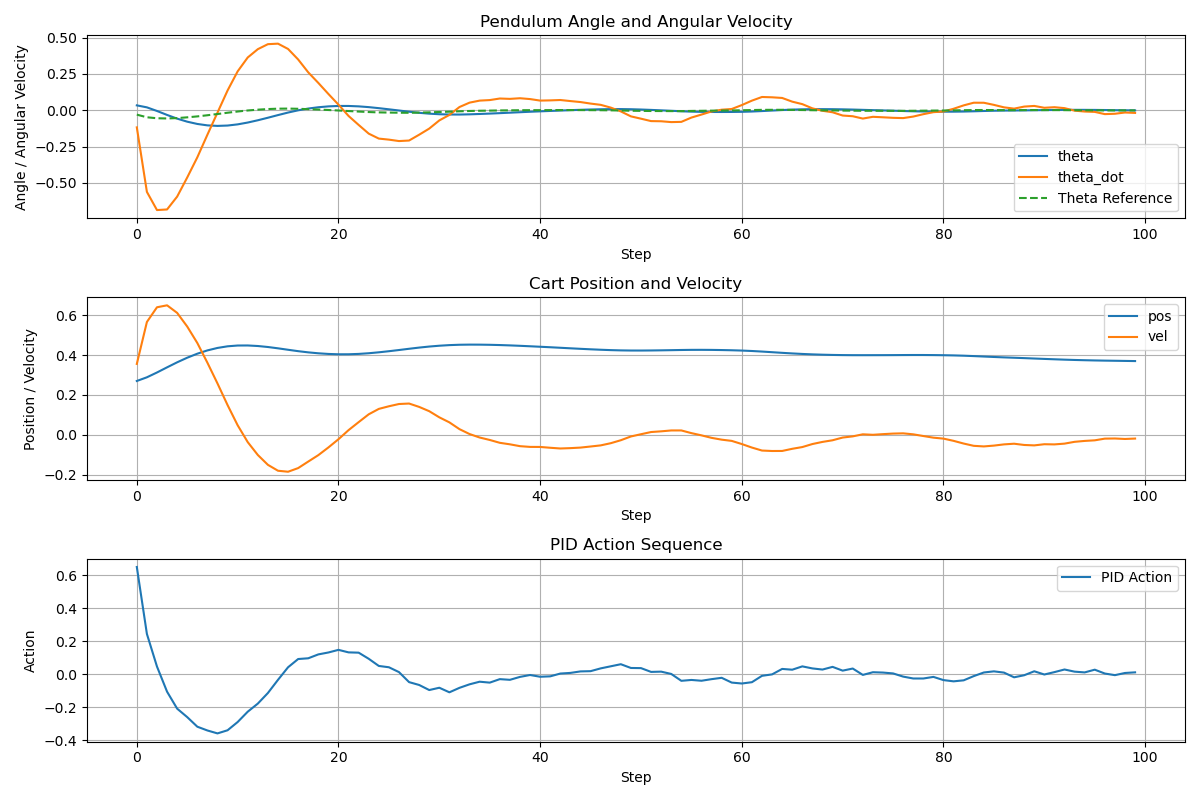 Pendulum Angle and Angular Velocity
Angle / Angular Velocity
0.50
0.25
0.00
−0.25
−0.50
theta
theta_dot
Theta Reference
0 20 40 60 80 100
Step
Cart Position and Velocity
Position / Velocity
0.6
0.4
0.2
0.0
−0.2
pos
vel
0 20 40 60 80 100
Step
PID Action Sequence
Action
0.6
0.4
0.2
0.0
−0.2
−0.4
PID Action
0 20 40 60 80 100
Step